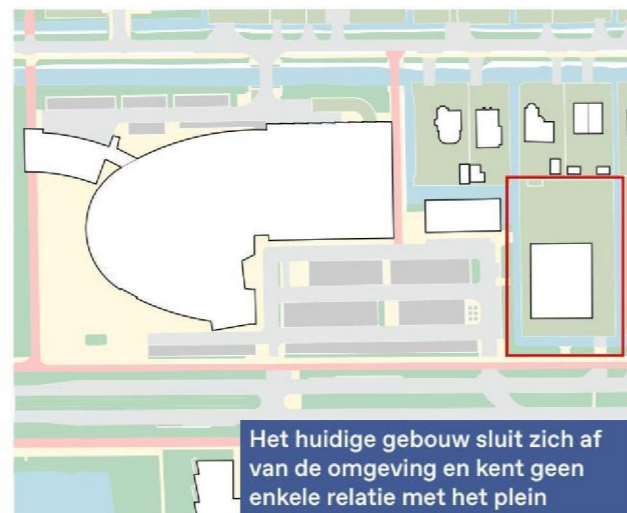 Het huidige gebouw sluit zich af
van de omgeving en kent geen
enkele relatie met het plein